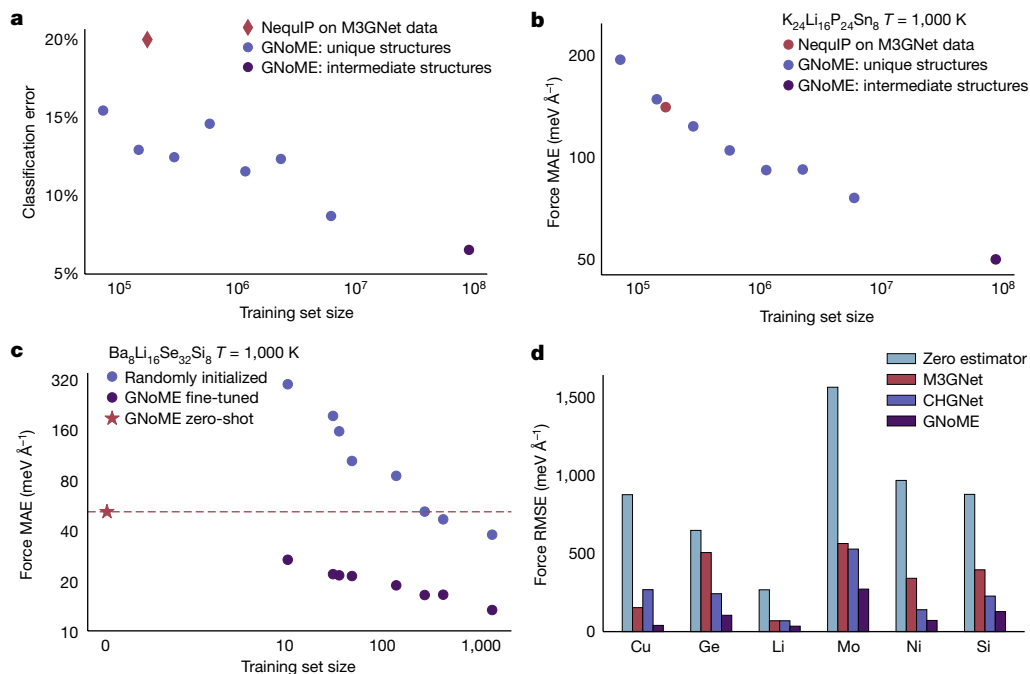 a
NequIP on M3GNet data
GNoME: unique structures
GNoME: intermediate structures
20%
15%
10%
5%
Classification error
10⁵
10⁶
10⁷
10⁸
Training set size
b
K₂₄Li₁₆P₂₄Sn₈ T = 1,000 K
NequIP on M3GNet data
GNoME: unique structures
GNoME: intermediate structures
200
100
50
Force MAE (meV Å⁻¹)
10⁵
10⁶
10⁷
10⁸
Training set size
c
Ba₈Li₁₆Se₃₂Si₈ T = 1,000 K
Randomly initialized
GNoME fine-tuned
GNoME zero-shot
320
160
80
40
20
10
Force MAE (meV Å⁻¹)
0
10
100
1,000
Training set size
d
Zero estimator
M3GNet
CHGNet
GNoME
1,500
1,000
500
0
Force RMSE (meV Å⁻¹)
Cu
Ge
Li
Mo
Ni
Si